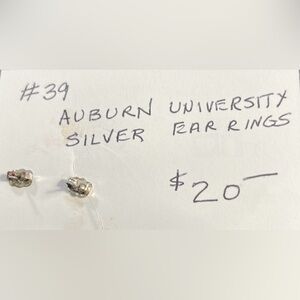 #39
AUBURN UNIVERSITY
SILVER EAR RINGS
$20—